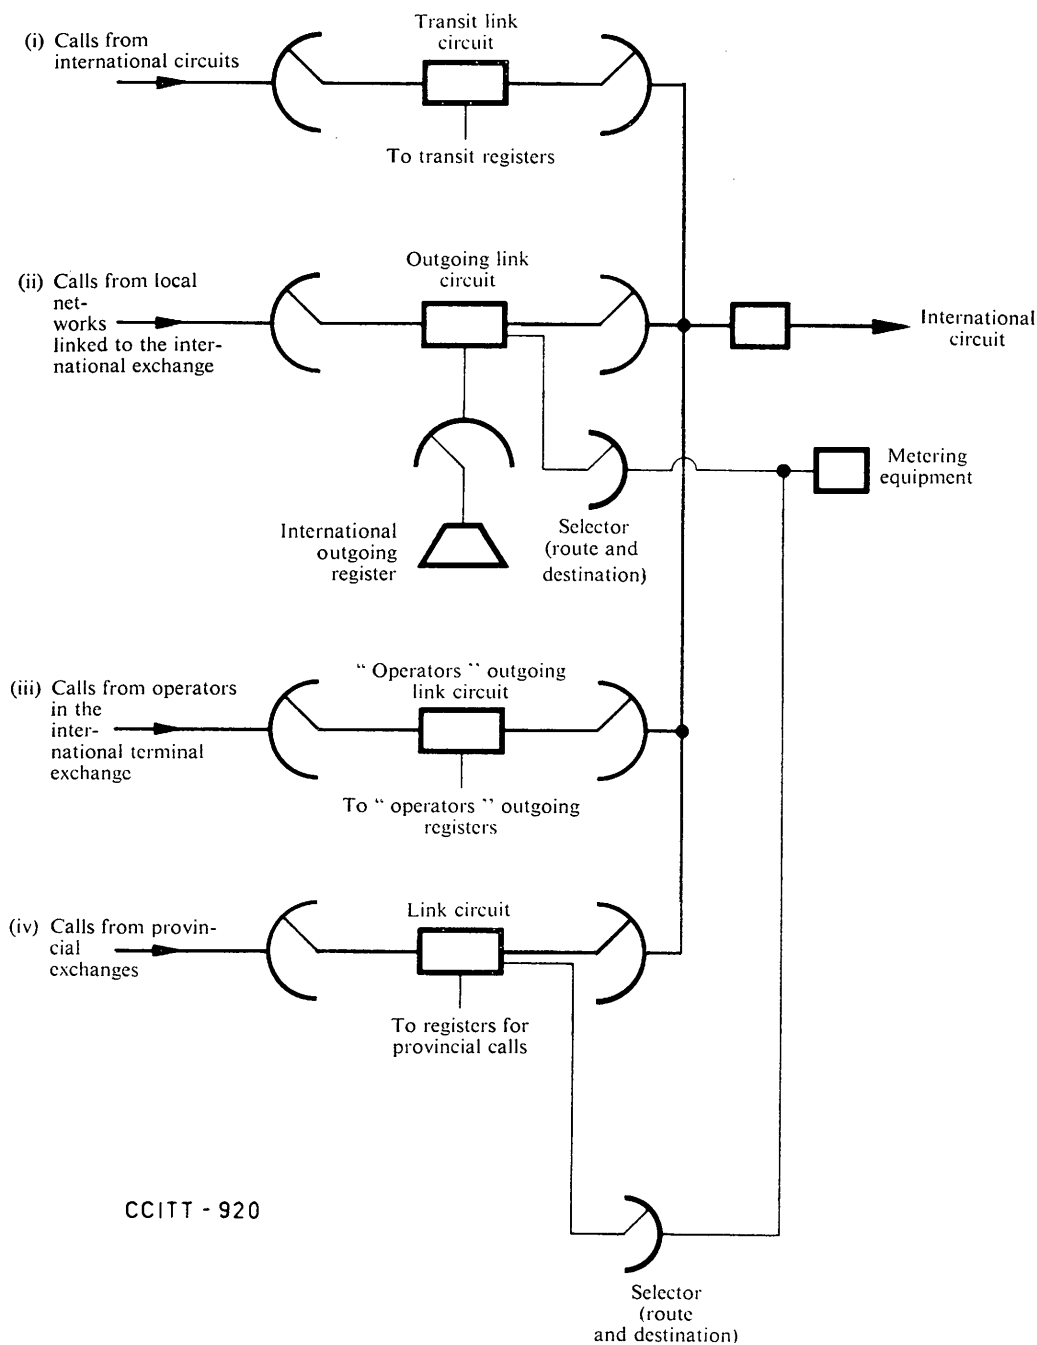 Transit link
circuit
(i) Calls from
international circuits
To transit registers
Outgoing link
circuit
(ii) Calls from local
net-
works
linked to the inter-
national exchange
International
circuit
Metering
equipment
International
outgoing
register
Selector
(route and
destination)
“ Operators ” outgoing
link circuit
(iii) Calls from operators
in the
inter-
national terminal
exchange
To “ operators ” outgoing
registers
Link circuit
(iv) Calls from provin-
cial
exchanges
To registers for
provincial calls
CCITT - 920
Selector
(route
and destination)